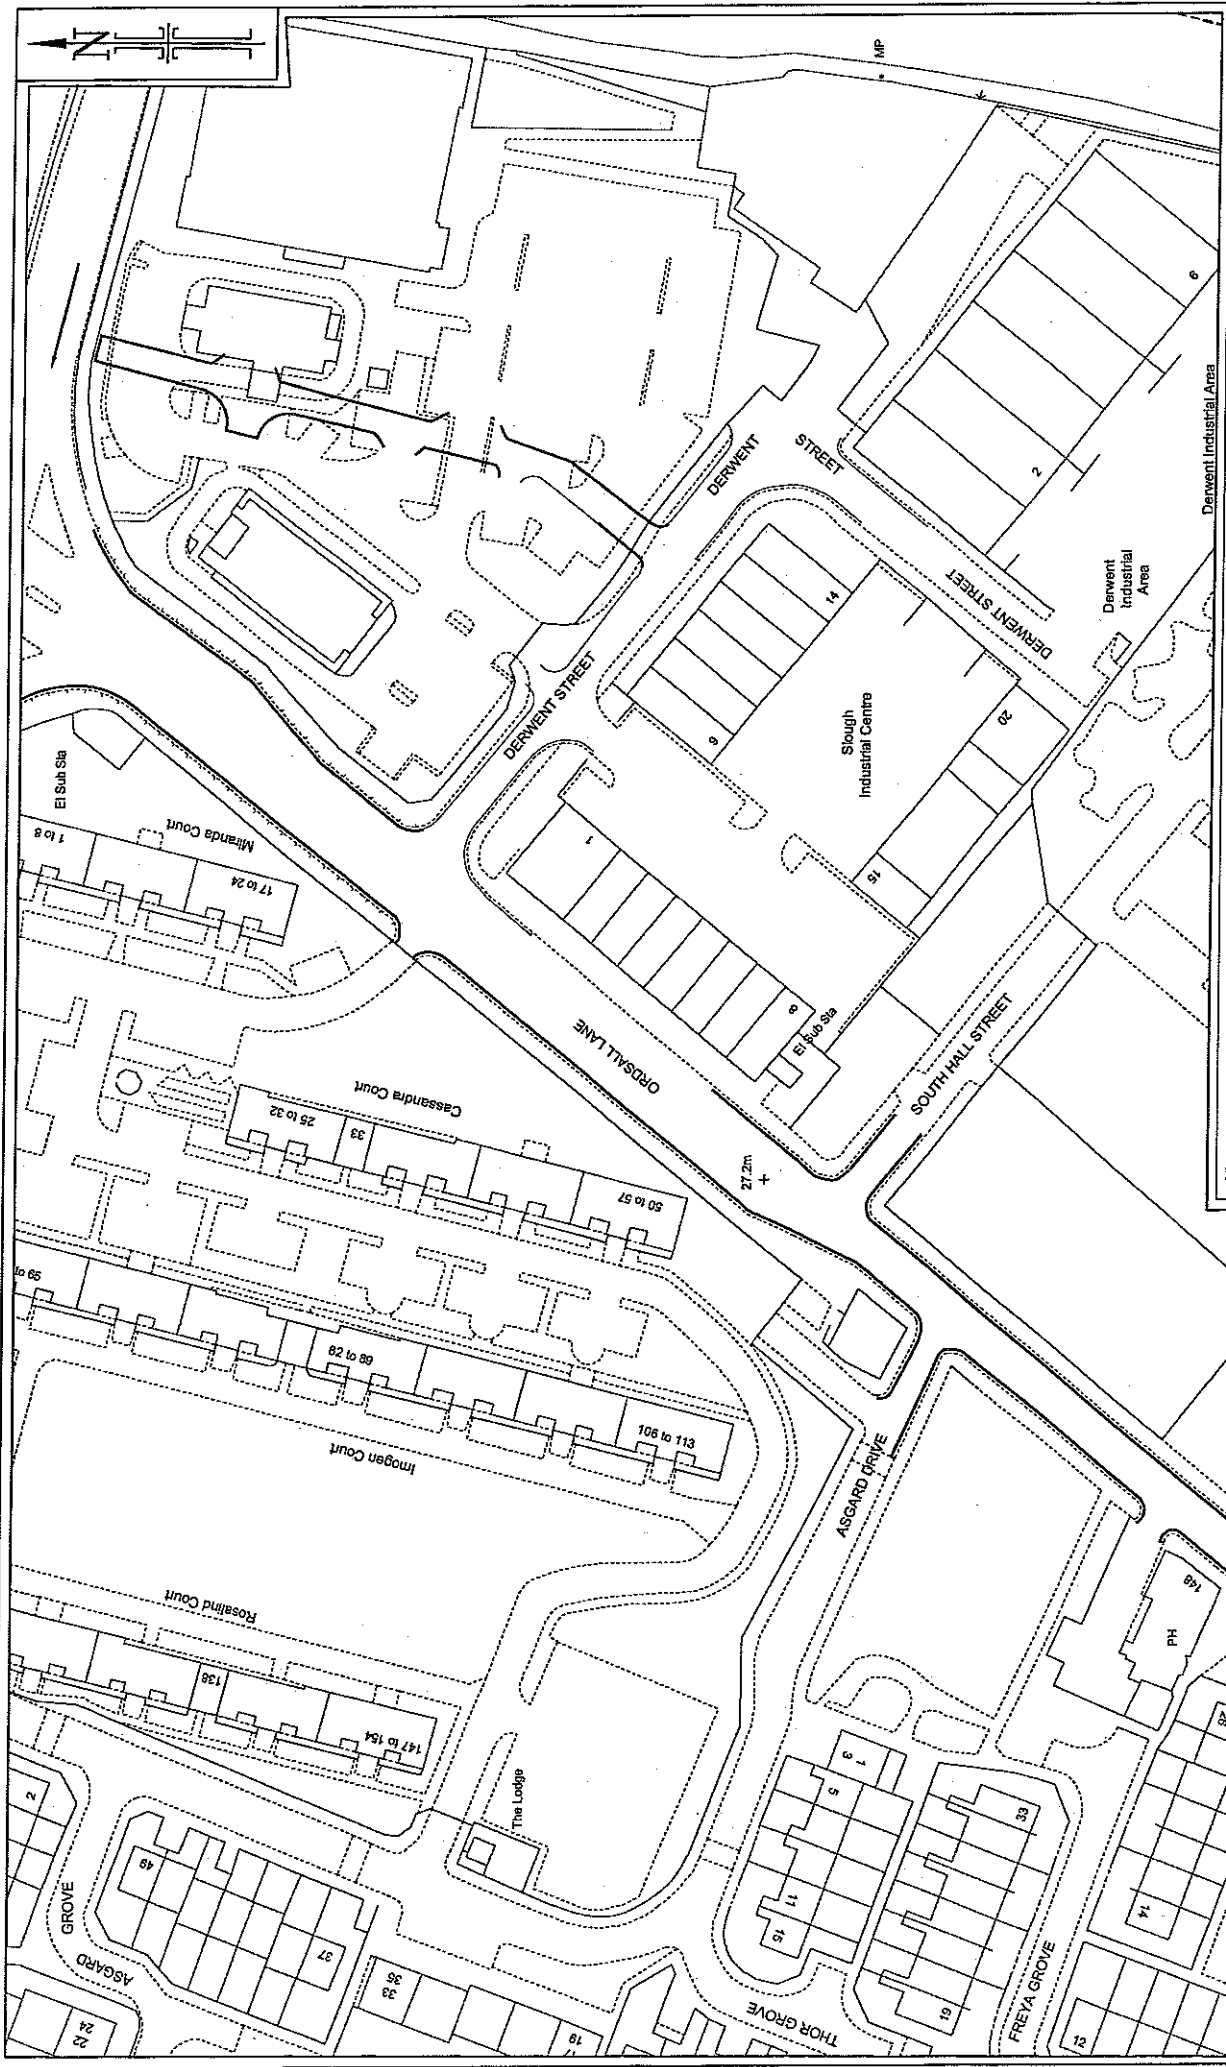 N
MP
6
2
Derwent Industrial Area
DERWENT
STREET
DERWENT STREET
Derwent
Industrial
Area
14
9
DERWENT STREET
Slough
Industrial Centre
20
15
1
8
El Sub Sta
El Sub Sta
1 to 8
Miranda Court
17 to 24
ORDSALL LANE
SOUTH HALL STREET
27.2m
Cassandra Court
25 to 32
33
50 to 57
to 65
82 to 89
106 to 113
Imogen Court
ASGARD DRIVE
Rosalind Court
138
147 to 154
The Lodge
148
PH
26
2
GROVE
ASGARD
49
37
22
24
35
33
19
THOR GROVE
1
3
5
11
15
33
19
FREYA GROVE
14
12